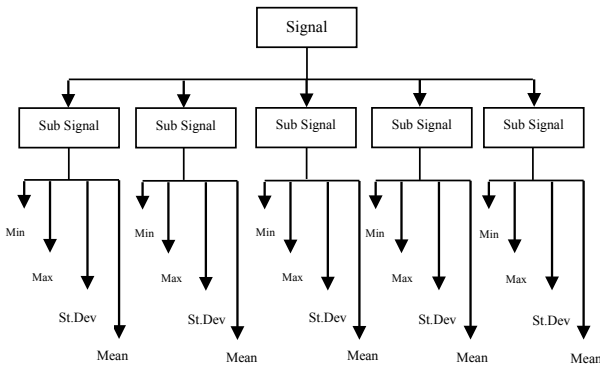 Signal
Sub Signal Sub Signal Sub Signal Sub Signal Sub Signal
Min Min Min Min Min
Max Max Max Max Max
St.Dev St.Dev St.Dev St.Dev St.Dev
Mean Mean Mean Mean Mean